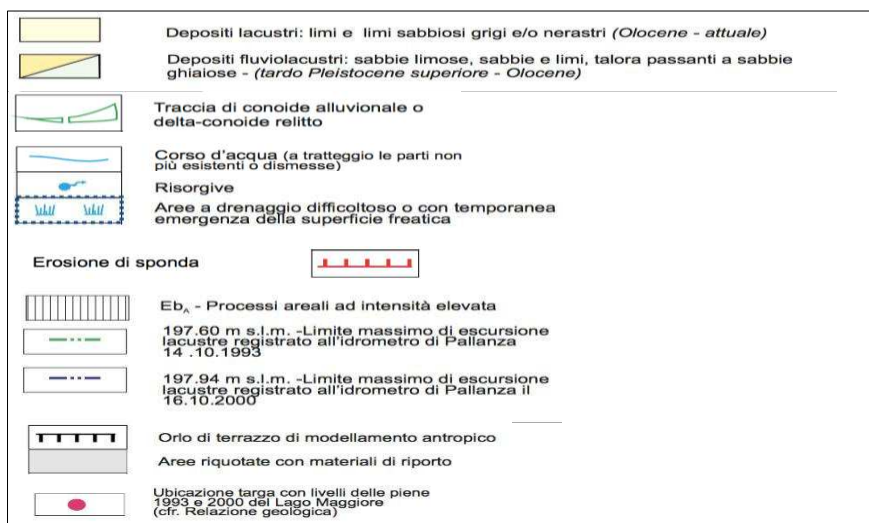 Depositi lacustri: limi e limi sabbiosi grigi e/o nerastri (Olocene - attuale)
Depositi fluviolacustri: sabbie limose, sabbie e limi, talora passanti a sabbie
ghiaiose - (tardo Pleistocene superiore - Olocene)
Traccia di conoide alluvionale o
delta-conoide relitto
Corso d'acqua (a tratteggio le parti non
più esistenti o dismesse)
Risorgive
Aree a drenaggio difficoltoso o con temporanea
emergenza della superficie freatica
Erosione di sponda
EbA - Processi areali ad intensità elevata
197.60 m s.l.m. -Limite massimo di escursione
lacustre registrato all'idrometro di Pallanza
14 .10.1993
197.94 m s.l.m. -Limite massimo di escursione
lacustre registrato all'idrometro di Pallanza il
16.10.2000
Orlo di terrazzo di modellamento antropico
Aree riquotate con materiali di riporto
Ubicazione targa con livelli delle piene
1993 e 2000 del Lago Maggiore
(cfr. Relazione geologica)